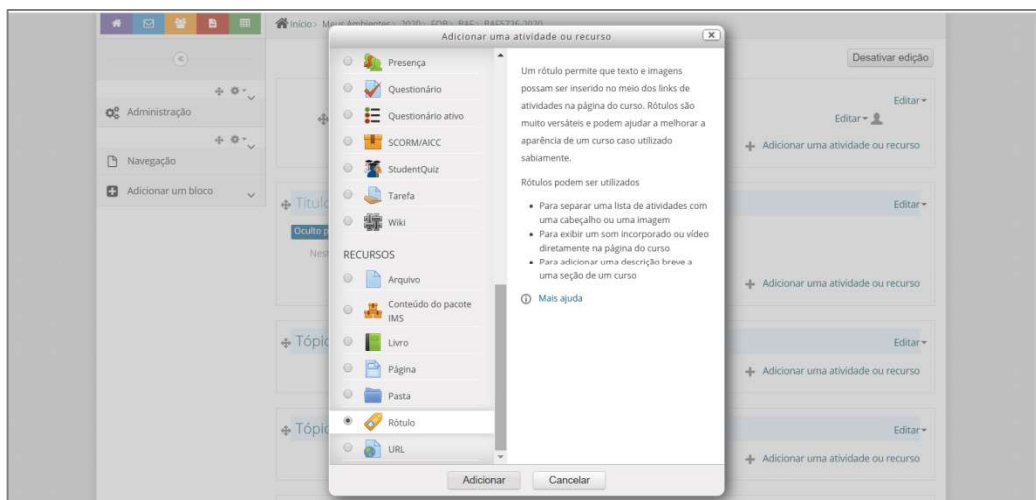 Início › Meus Ambientes › 2020 › FOB › BAE › BAE5726-2020
Adicionar uma atividade ou recurso
Desativar edição
Administração
Navegação
Adicionar um bloco
Editar
Editar
Adicionar uma atividade ou recurso
Editar
Oculto
Adicionar uma atividade ou recurso
Editar
Adicionar uma atividade ou recurso
Editar
Adicionar uma atividade ou recurso
Presença
Questionário
Questionário ativo
SCORM/AICC
StudentQuiz
Tarefa
Wiki
RECURSOS
Arquivo
Conteúdo do pacote
IMS
Livro
Página
Pasta
Rótulo
URL
Um rótulo permite que texto e imagens
possam ser inserido no meio dos links de
atividades na página do curso. Rótulos são
muito versáteis e podem ajudar a melhorar a
aparência de um curso caso utilizado
sabiamente.
Rótulos podem ser utilizados
• Para separar uma lista de atividades com
uma cabeçalho ou uma imagem
• Para exibir um som incorporado ou vídeo
diretamente na página do curso
• Para adicionar uma descrição breve a
uma seção de um curso
Mais ajuda
Adicionar
Cancelar